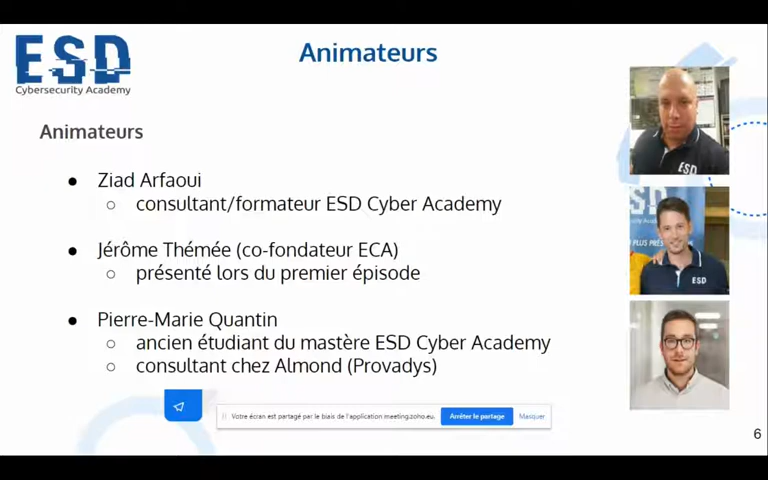 ESD
Cybersecurity Academy
Animateurs
Animateurs
● Ziad Arfaoui
○ consultant/formateur ESD Cyber Academy
● Jérôme Thémée (co-fondateur ECA)
○ présenté lors du premier épisode
● Pierre-Marie Quantin
○ ancien étudiant du mastère ESD Cyber Academy
○ consultant chez Almond (Provadys)
ESD
ESD
Votre écran est partagé par le biais de l'application meeting.zoho.eu.
Arrêter le partage
Masquer
6